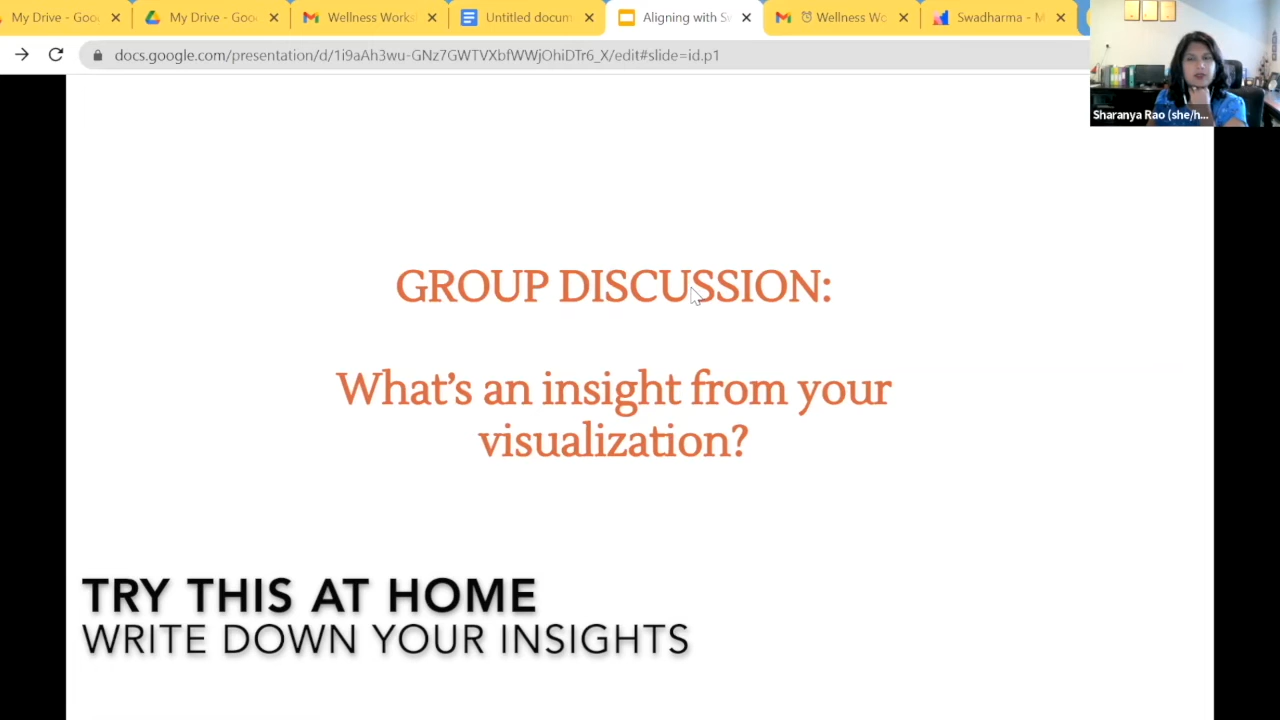 My Drive - Goo
My Drive - Goo
Wellness Works
Untitled docum
Aligning with Sw
Wellness Wo
Swadharma - M
docs.google.com/presentation/d/1i9aAh3wu-GNz7GWTVXbfWWjOhiDTr6_X/edit#slide=id.p1
Sharanya Rao (she/h...
GROUP DISCUSSION:
What's an insight from your
visualization?
TRY THIS AT HOME
WRITE DOWN YOUR INSIGHTS